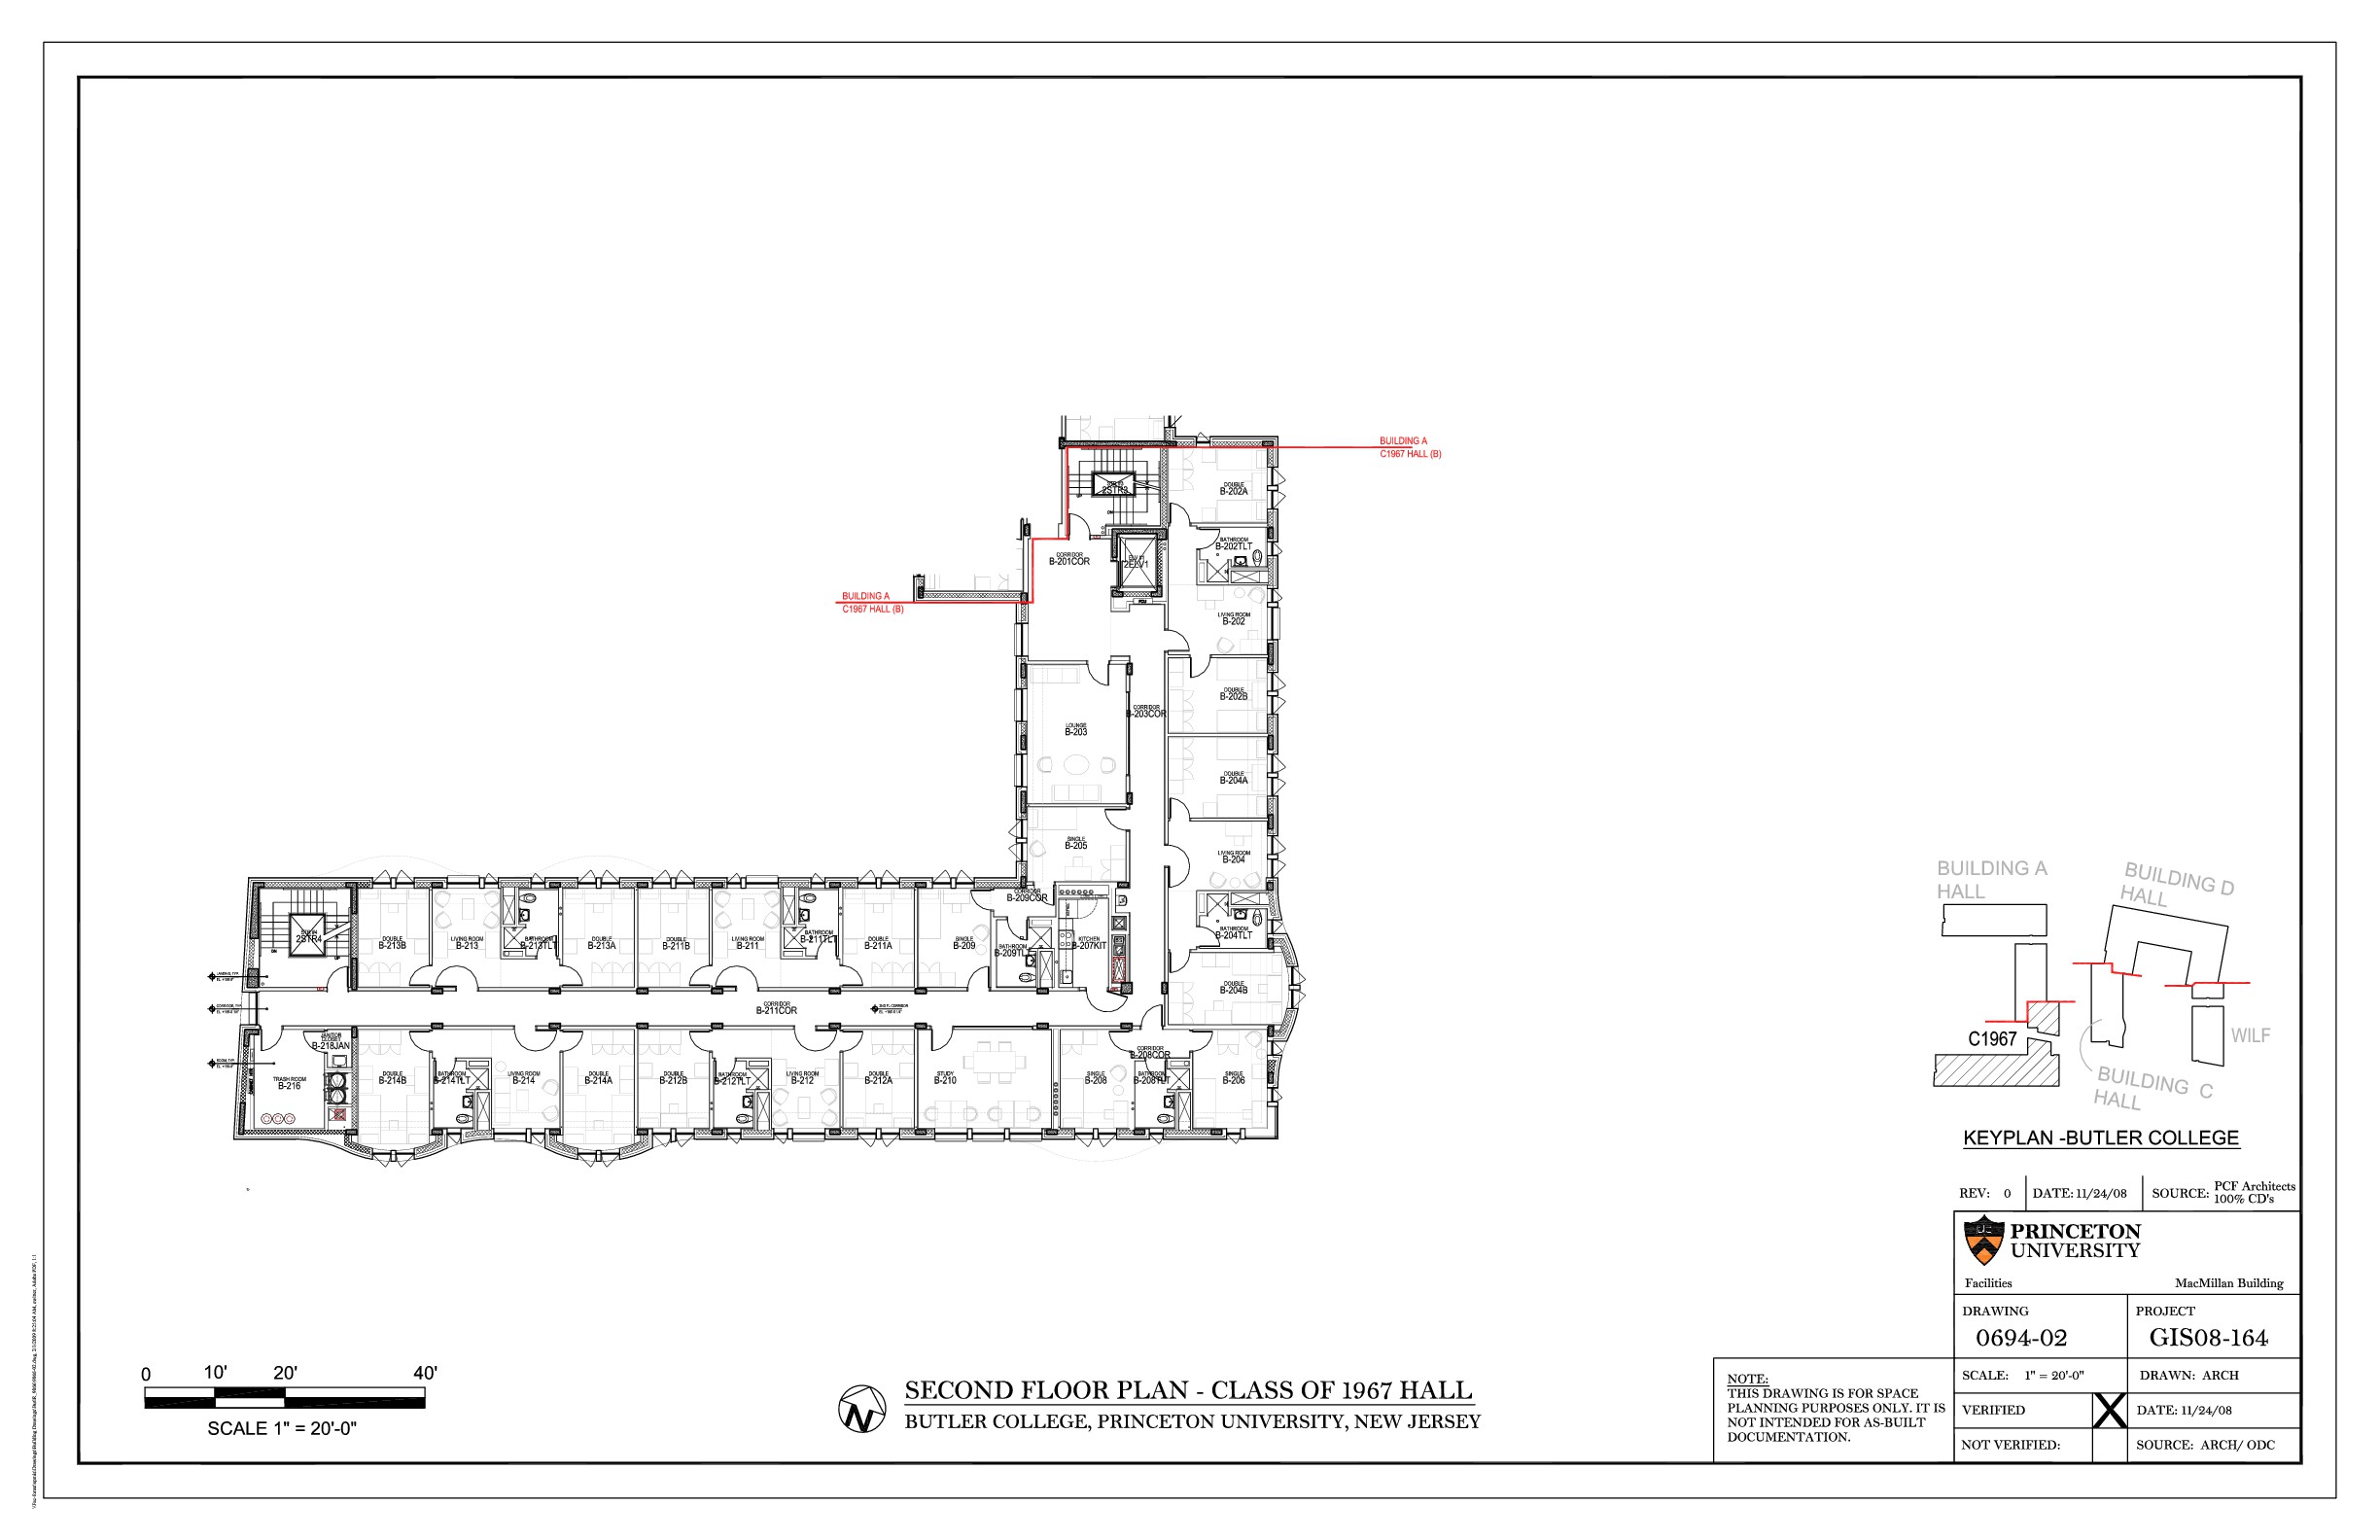 BUILDING A
C1967 HALL (B)
DOUBLE
B-202A
2STR3
BATHROOM
B-202TLT
CORRIDOR
B-201COR
2ELV1
BUILDING A
C1967 HALL (B)
LIVING ROOM
B-202
DOUBLE
B-202B
CORRIDOR
B-203COR
LOUNGE
B-203
DOUBLE
B-204A
SINGLE
B-205
LIVING ROOM
B-204
CORRIDOR
B-209COR
BATHROOM
B-204TLT
2STR4
DOUBLE
B-213B
LIVING ROOM
B-213
BATHROOM
B-213TLT
DOUBLE
B-213A
DOUBLE
B-211B
LIVING ROOM
B-211
BATHROOM
B-211TLT
DOUBLE
B-211A
SINGLE
B-209
BATHROOM
B-209TLT
KITCHEN
B-207KIT
DOUBLE
B-204B
CORRIDOR
B-211COR
JANITOR
CLOSET
B-218JAN
CORRIDOR
B-208COR
TRASH ROOM
B-216
DOUBLE
B-214B
BATHROOM
B-214TLT
LIVING ROOM
B-214
DOUBLE
B-214A
DOUBLE
B-212B
BATHROOM
B-212TLT
LIVING ROOM
B-212
DOUBLE
B-212A
STUDY
B-210
SINGLE
B-208
BATHROOM
B-208TLT
SINGLE
B-206
BUILDING A
HALL
BUILDING D
HALL
C1967
WILF
BUILDING C
HALL
KEYPLAN -BUTLER COLLEGE
REV: 0
DATE: 11/24/08
SOURCE: PCF Architects
100% CD's
PRINCETON
UNIVERSITY
Facilities
MacMillan Building
DRAWING
0694-02
PROJECT
GIS08-164
SCALE: 1" = 20'-0"
DRAWN: ARCH
VERIFIED
X
DATE: 11/24/08
NOT VERIFIED:
SOURCE: ARCH/ ODC
NOTE:
THIS DRAWING IS FOR SPACE
PLANNING PURPOSES ONLY. IT IS
NOT INTENDED FOR AS-BUILT
DOCUMENTATION.
0 10' 20' 40'
SCALE 1" = 20'-0"
N
SECOND FLOOR PLAN - CLASS OF 1967 HALL
BUTLER COLLEGE, PRINCETON UNIVERSITY, NEW JERSEY